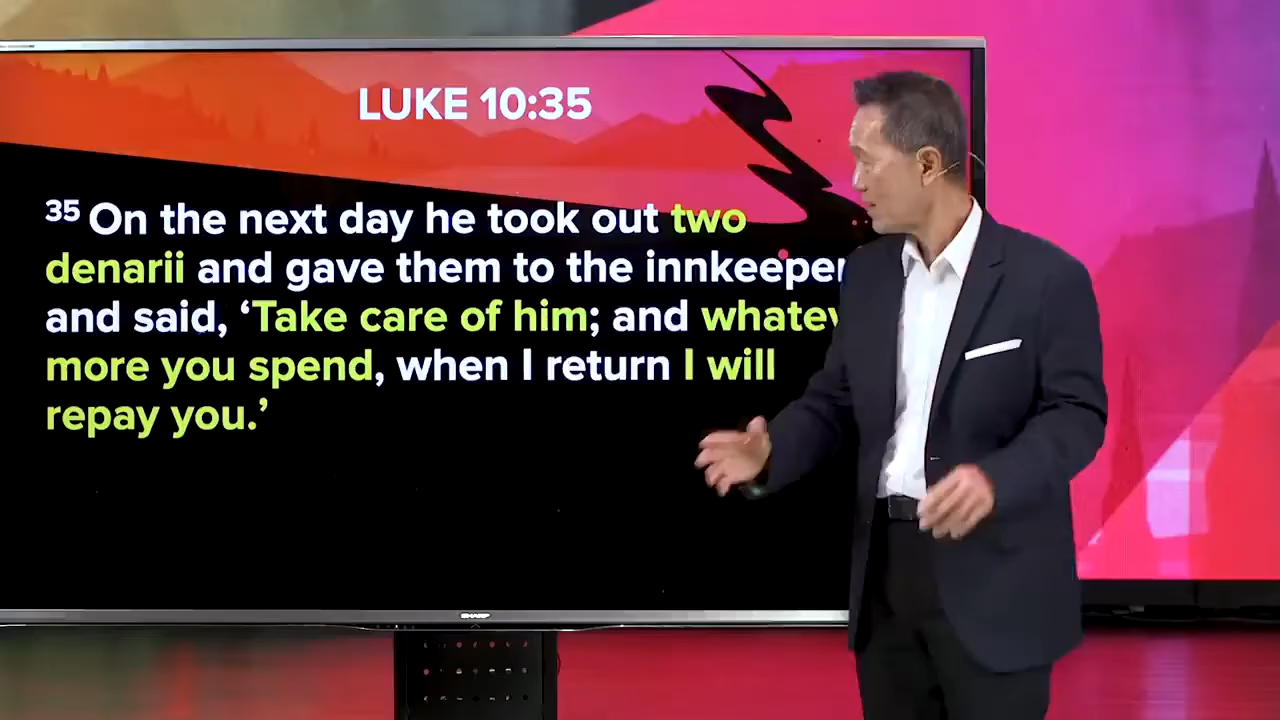 LUKE 10:35
35 On the next day he took out two
denarii and gave them to the innkeeper
and said, ‘Take care of him; and
more you spend, when I return I will
repay you.’
SHARP